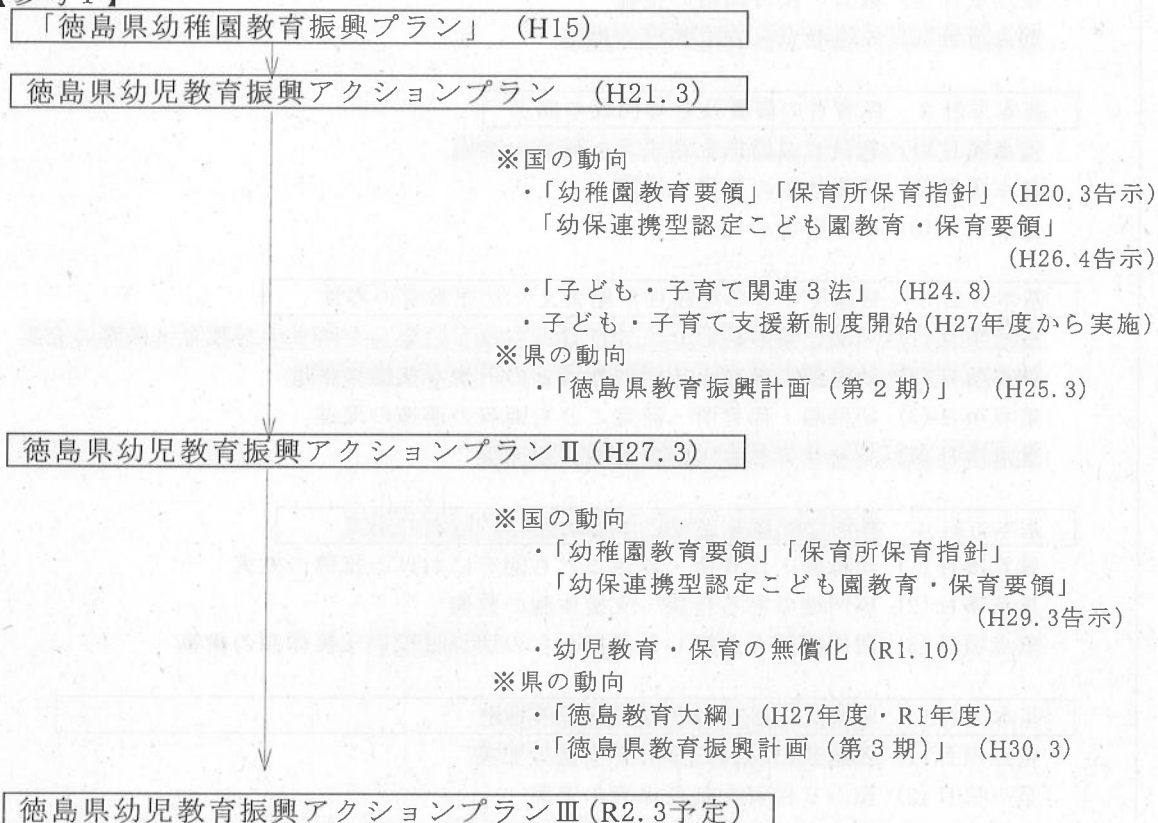 「徳島県幼稚園教育振興プラン」 (H15)
徳島県幼児教育振興アクションプラン (H21.3)
※国の動向
・「幼稚園教育要領」「保育所保育指針」(H20.3告示)
「幼保連携型認定こども園教育・保育要領」
(H26.4告示)
・「子ども・子育て関連3法」 (H24.8)
・子ども・子育て支援新制度開始(H27年度から実施)
※県の動向
・「徳島県教育振興計画(第2期)」 (H25.3)
徳島県幼児教育振興アクションプランⅡ(H27.3)
※国の動向
・「幼稚園教育要領」「保育所保育指針」
「幼保連携型認定こども園教育・保育要領」
(H29.3告示)
・幼児教育・保育の無償化 (R1.10)
※県の動向
・「徳島教育大綱」(H27年度・R1年度)
・「徳島県教育振興計画(第3期)」 (H30.3)
徳島県幼児教育振興アクションプランⅢ(R2.3予定)